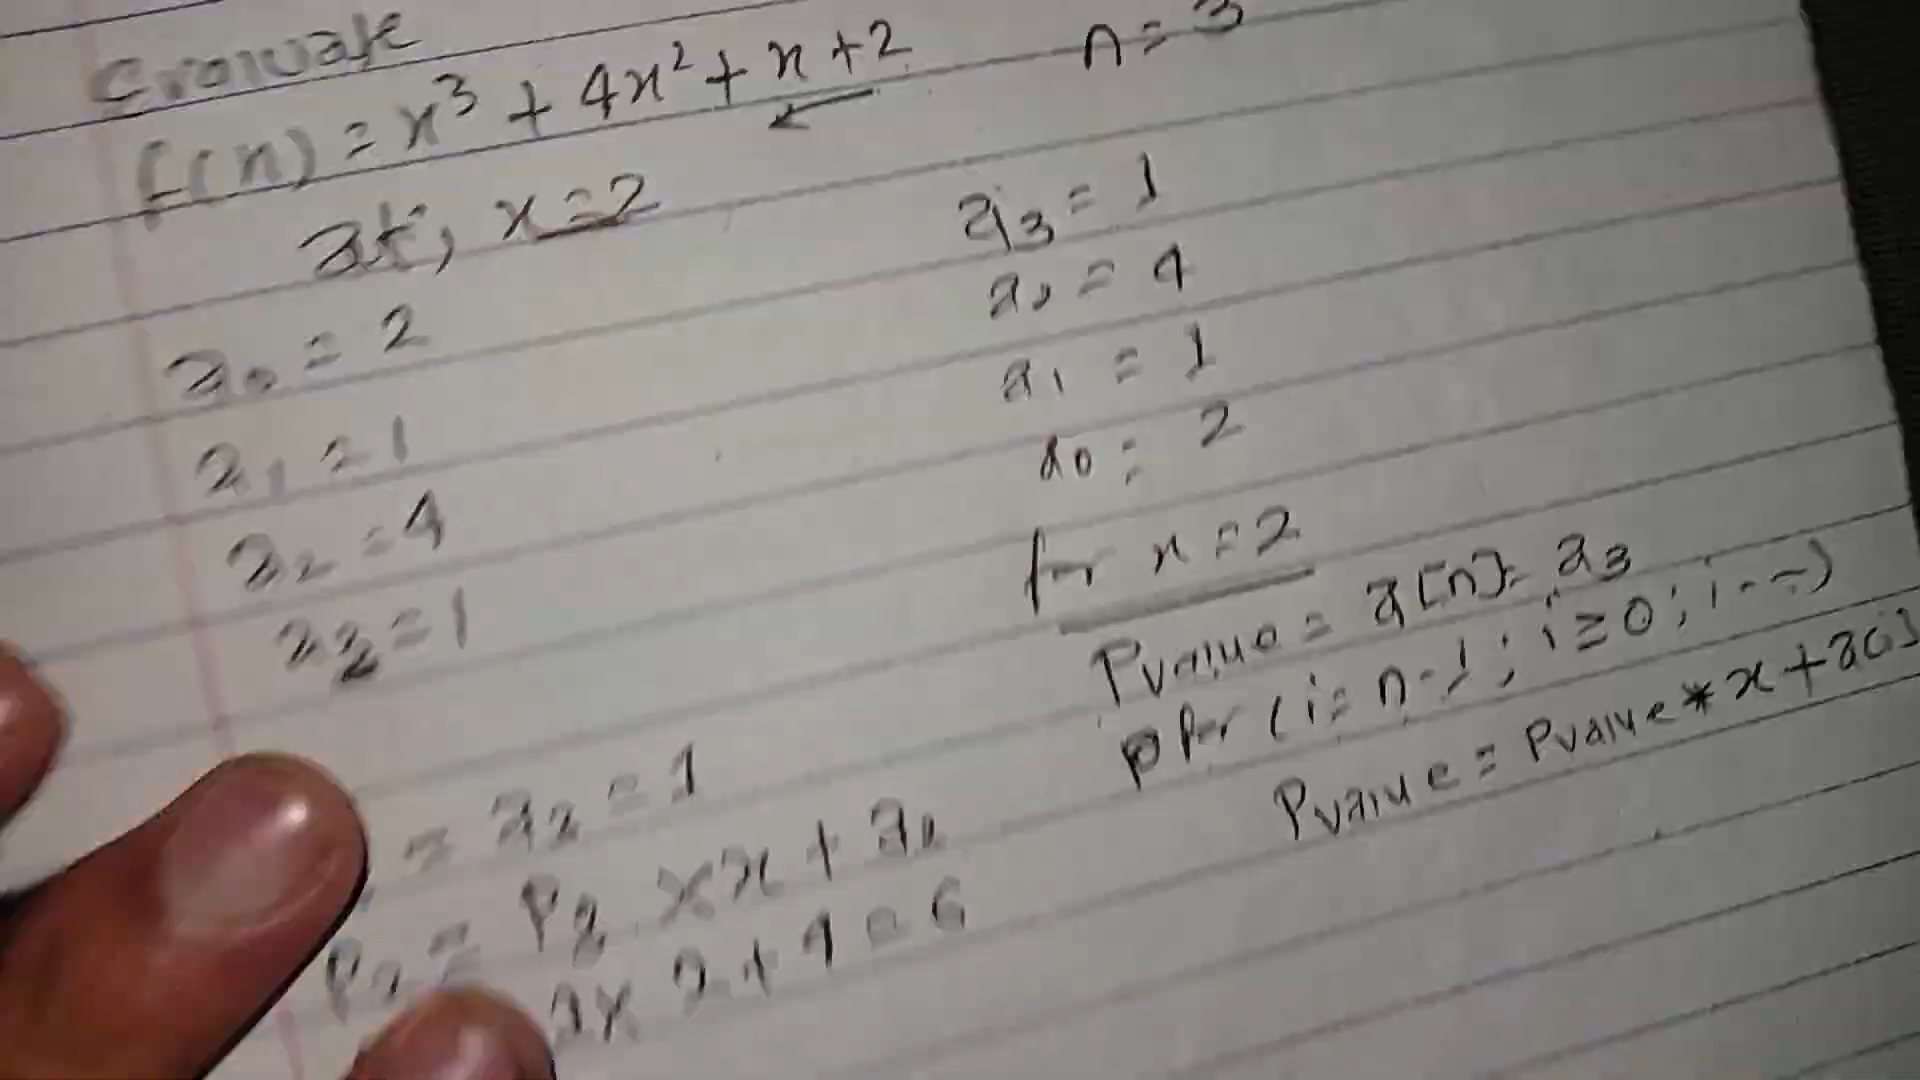 Evaluate
f(x) = x³ + 4x² + x + 2
at, x = 2
a₀ = 2
a₁ = 1
a₂ = 4
a₃ = 1
= a₃ = 1
P₂ = P₃ × x + a₂
1 × 2 + 4 = 6
n = 3
a₃ = 1
a₂ = 4
a₁ = 1
a₀ = 2
for x = 2
Pvalue = a[n] = a₃
for (i = n-1; i ≥ 0; i--)
Pvalue = Pvalue * x + a[i]